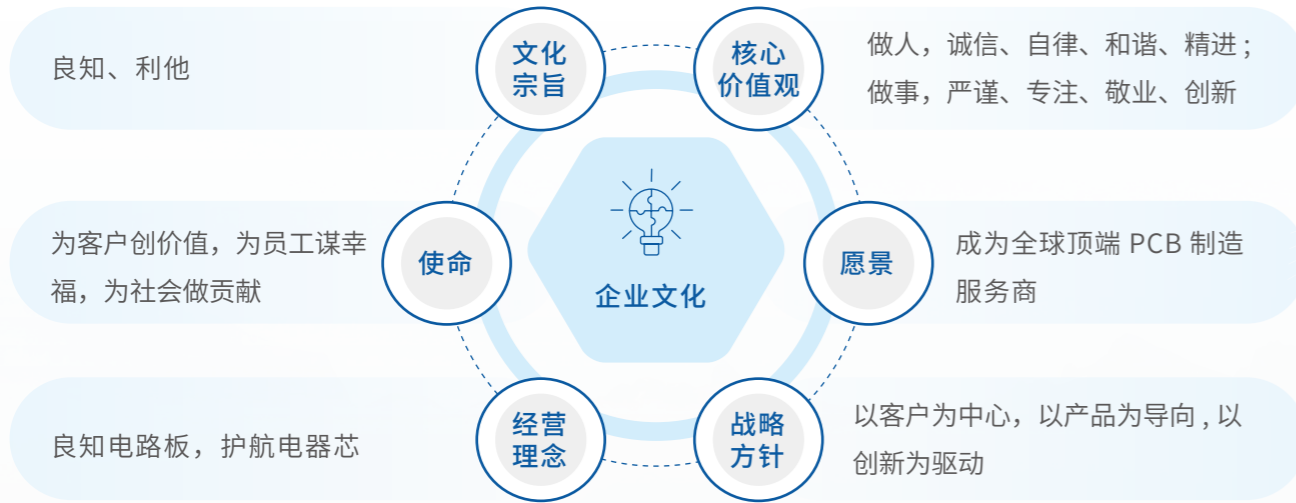 良知、利他
文化
宗旨
核心
价值观
做人，诚信、自律、和谐、精进；
做事，严谨、专注、敬业、创新
为客户创价值，为员工谋幸
福，为社会做贡献
使命
企业文化
愿景
成为全球顶端 PCB 制造
服务商
良知电路板，护航电器芯
经营
理念
战略
方针
以客户为中心，以产品为导向 , 以
创新为驱动